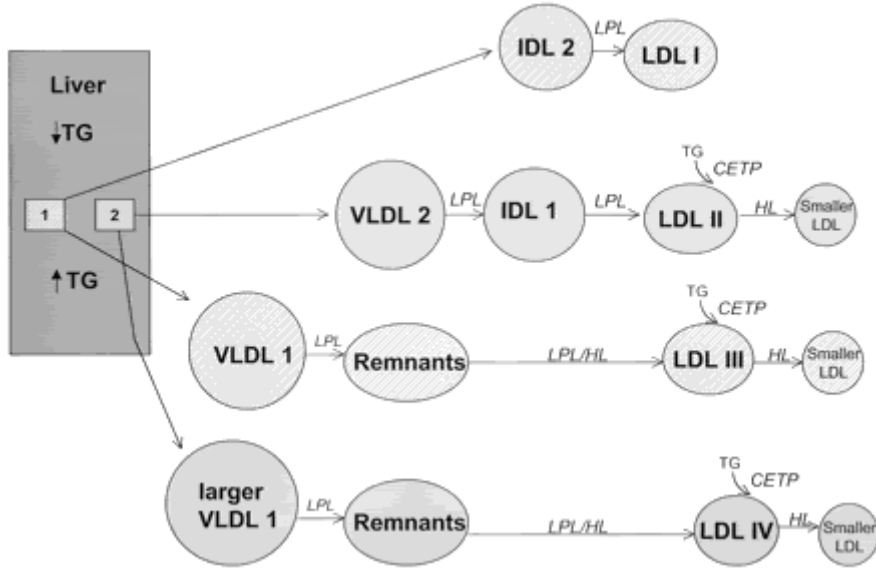 Liver
↓TG
1
2
↑TG
IDL 2
LPL
LDL I
VLDL 2
LPL
IDL 1
LPL
TG
CETP
LDL II
HL
Smaller
LDL
VLDL 1
LPL
Remnants
LPL/HL
TG
CETP
LDL III
HL
Smaller
LDL
larger
VLDL 1
LPL
Remnants
LPL/HL
TG
CETP
LDL IV
HL
Smaller
LDL